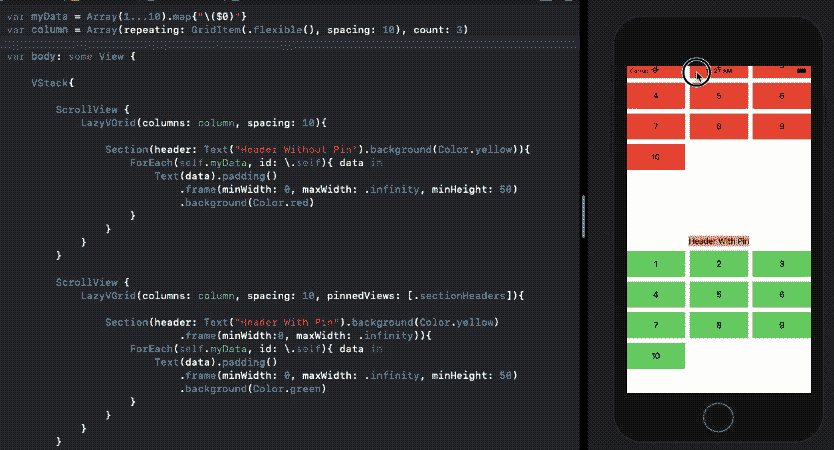 var myData = Array(1...10).map{"\($0)"}
var column = Array(repeating: GridItem(.flexible(), spacing: 10), count: 3)
var body: some View {
VStack{
ScrollView {
LazyVGrid(columns: column, spacing: 10){
Section(header: Text("Header Without Pin").background(Color.yellow)){
ForEach(self.myData, id: \.self){ data in
Text(data).padding()
.frame(minWidth: 0, maxWidth: .infinity, minHeight: 50)
.background(Color.red)
}
}
}
}
ScrollView {
LazyVGrid(columns: column, spacing: 10, pinnedViews: [.sectionHeaders]){
Section(header: Text("Header With Pin").background(Color.yellow)
.frame(minWidth:0, maxWidth: .infinity)){
ForEach(self.myData, id: \.self){ data in
Text(data).padding()
.frame(minWidth: 0, maxWidth: .infinity, minHeight: 50)
.background(Color.green)
}
}
}
}
Carrier
AM
4 5 6
7 8 9
10
Header With Pin
1 2 3
4 5 6
7 8 9
10